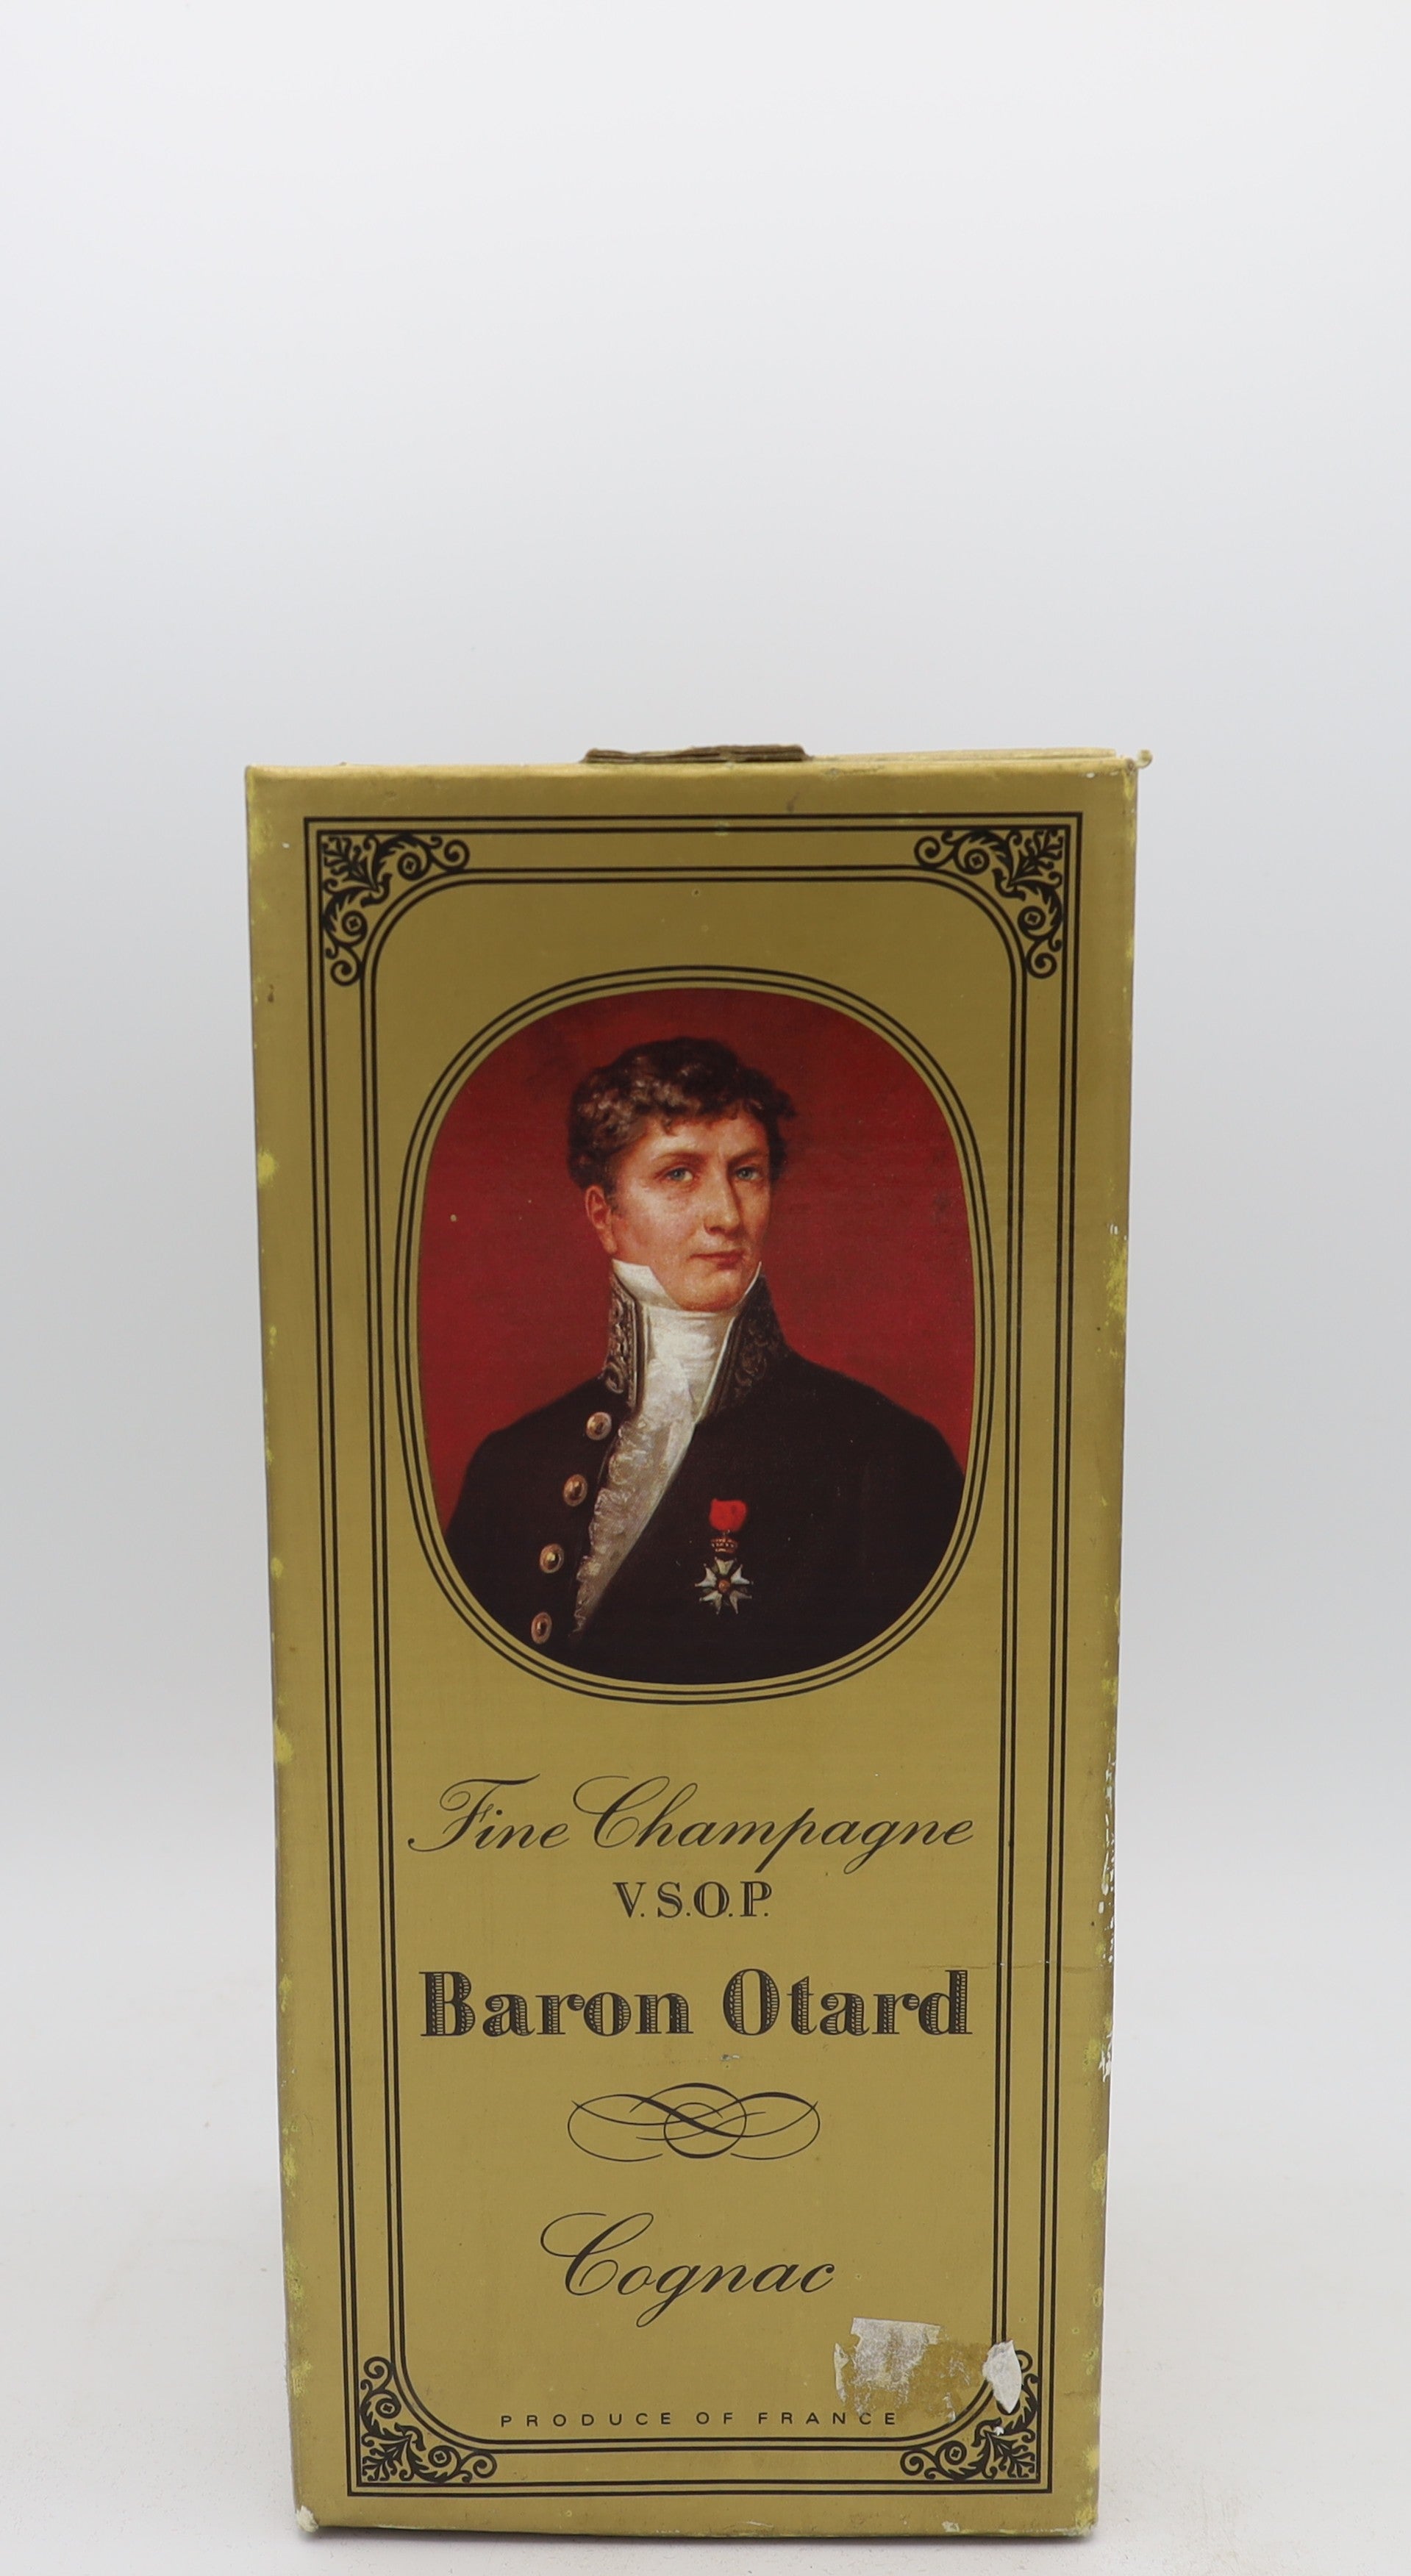 Fine Champagne
V.S.O.P.
Baron Otard
Cognac
PRODUCE OF FRANCE